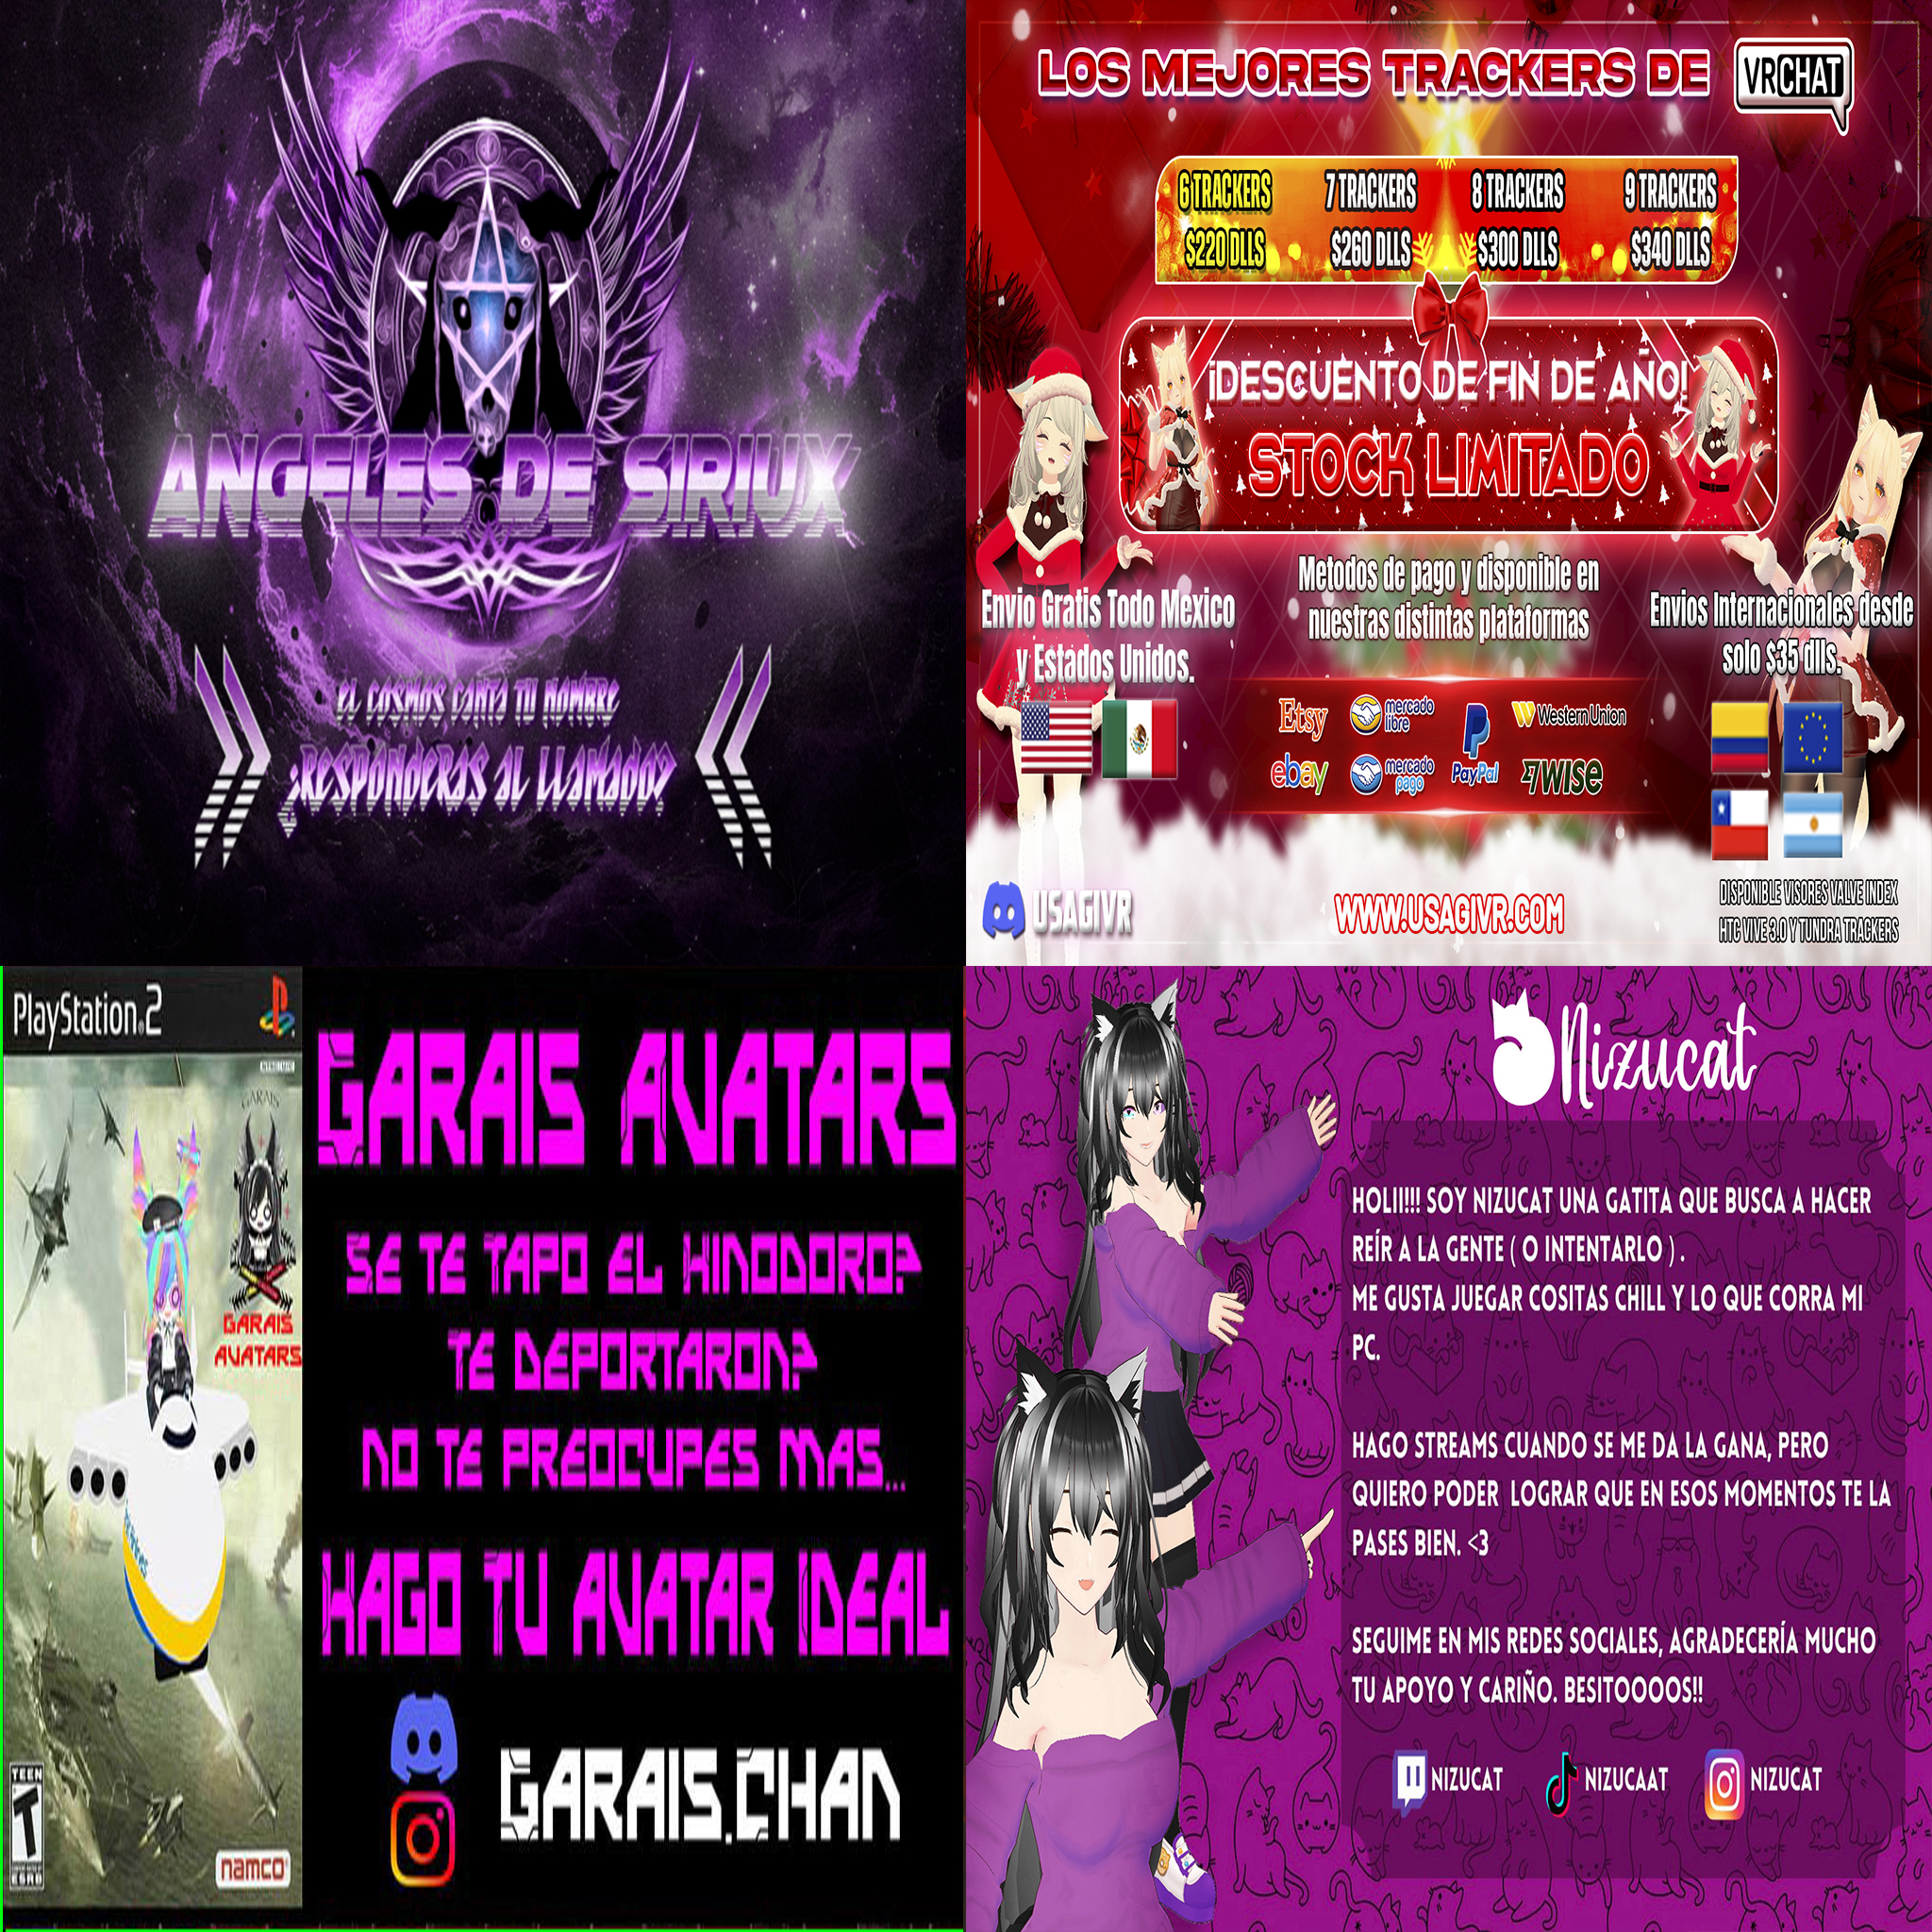 ANGELES DE SIRIUX
EL COSMOS CANTA TU NOMBRE
¿RESPONDERAS AL LLAMADO?
LOS MEJORES TRACKERS DE VRCHAT
6 TRACKERS 7 TRACKERS 8 TRACKERS 9 TRACKERS
$220 DLLS $260 DLLS $300 DLLS $340 DLLS
¡DESCUENTO DE FIN DE AÑO!
STOCK LIMITADO
Envio Gratis Todo Mexico
y Estados Unidos.
Metodos de pago y disponible en
nuestras distintas plataformas
Envios Internacionales desde
solo $35 dlls.
Etsy
mercado
libre
WesternUnion
ebay
mercado
pago
PayPal
WISE
USAGIVR
WWW.USAGIVR.COM
DISPONIBLE VISORES VALVE INDEX
HTC VIVE 3.0 Y TUNDRA TRACKERS
PlayStation.2
GARAIS
GARAIS
AVATARS
TEEN
T
ESRB
namco
GARAIS AVATARS
SE TE TAPO EL HINODORO?
TE DEPORTARON?
NO TE PREOCUPES MAS...
HAGO TU AVATAR IDEAL
GARAIS.CHAN
Nizucat
HOLII!!! SOY NIZUCAT UNA GATITA QUE BUSCA A HACER
REÍR A LA GENTE ( O INTENTARLO ) .
ME GUSTA JUEGAR COSITAS CHILL Y LO QUE CORRA MI
PC.
HAGO STREAMS CUANDO SE ME DA LA GANA, PERO
QUIERO PODER LOGRAR QUE EN ESOS MOMENTOS TE LA
PASES BIEN. <3
SEGUIME EN MIS REDES SOCIALES, AGRADECERÍA MUCHO
TU APOYO Y CARIÑO. BESITOOOOS!!
NIZUCAT NIZUCAAT NIZUCAT